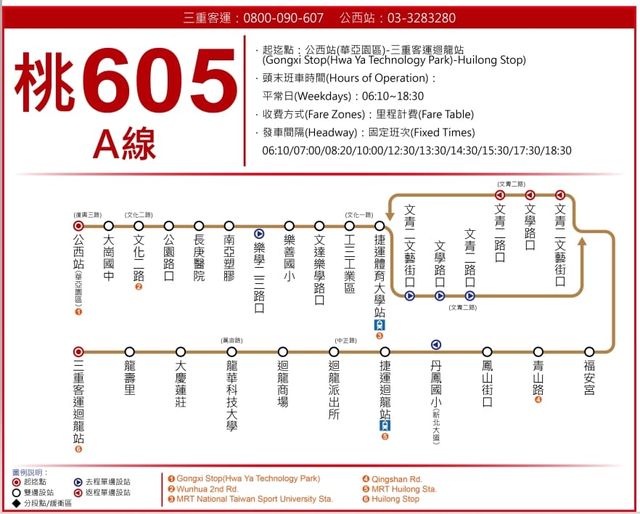 三重客運：0800-090-607 公西站：03-3283280
桃605
A線
· 起迄點：公西站(華亞園區)-三重客運迴龍站
(Gongxi Stop(Hwa Ya Technology Park)-Huilong Stop)
· 頭末班車時間(Hours of Operation)：
平常日(Weekdays)：06:10~18:30
· 收費方式(Fare Zones)：里程計費(Fare Table)
· 發車間隔(Headway)：固定班次(Fixed Times)
06:10/07:00/08:20/10:00/12:30/13:30/14:30/15:30/17:30/18:30
(復興三路)
(文化二路)
(文化一路)
(文青二路)
公西站(華亞園區) 1
大崗國中
文化二路 2
公園路口
長庚醫院
南亞塑膠
樂學二三路口
樂善國小
文達樂學路口
工三工業區
捷運體育大學站 3
文青二文藝街口
文學路口
文青二路口
(文青二路)
文青二路口
文學路口
文青二文藝街口
(萬壽路)
(中正路)
三重客運迴龍站 6
龍壽里
大慶蓮莊
龍華科技大學
迴龍商場
迴龍派出所
捷運迴龍站 5
丹鳳國小(新北大道)
鳳山街口
青山路 4
福安宮
圖例說明：
起迄點
去程單邊設站
雙邊設站
返程單邊設站
分段點/緩衝區
1 Gongxi Stop(Hwa Ya Technology Park)
2 Wunhua 2nd Rd.
3 MRT National Taiwan Sport University Sta.
4 Qingshan Rd.
5 MRT Huilong Sta.
6 Huilong Stop